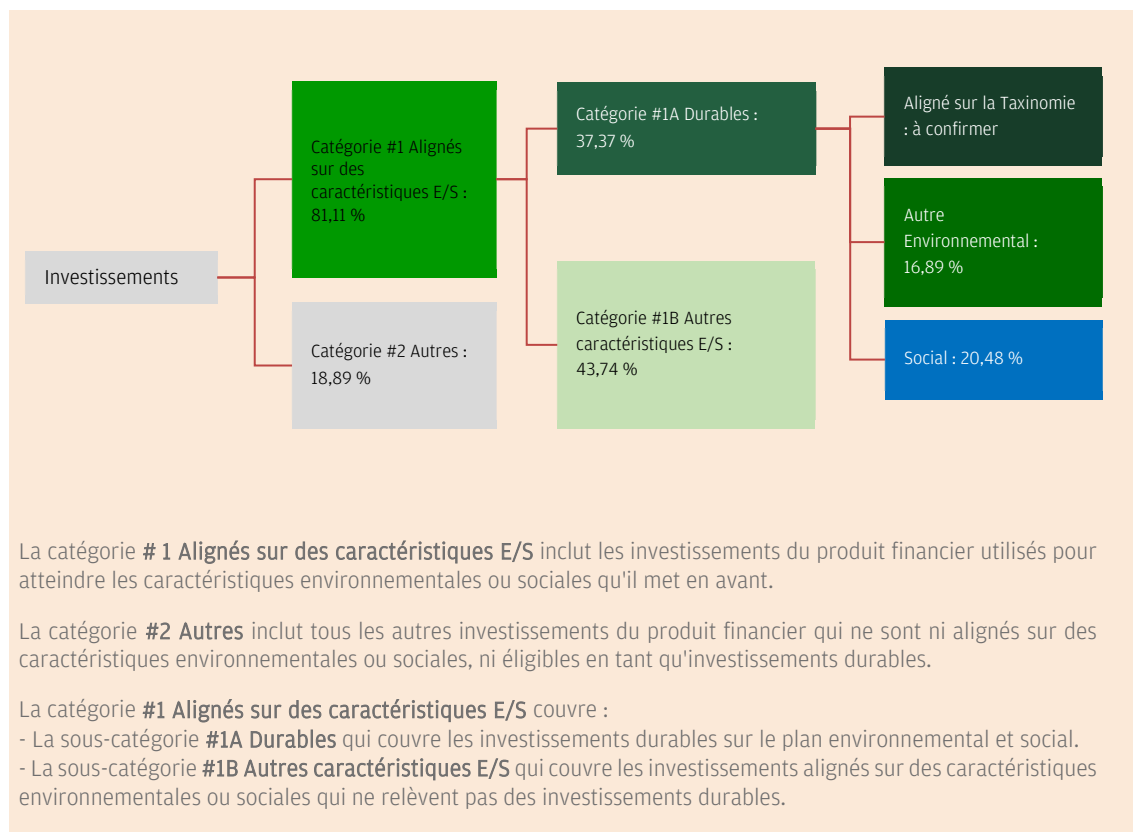 Investissements
Catégorie #1 Alignés
sur des
caractéristiques E/S :
81,11 %
Catégorie #2 Autres :
18,89 %
Catégorie #1A Durables :
37,37 %
Catégorie #1B Autres
caractéristiques E/S :
43,74 %
Aligné sur la Taxinomie
: à confirmer
Autre
Environnemental :
16,89 %
Social : 20,48 %
La catégorie # 1 Alignés sur des caractéristiques E/S inclut les investissements du produit financier utilisés pour
atteindre les caractéristiques environnementales ou sociales qu'il met en avant.
La catégorie #2 Autres inclut tous les autres investissements du produit financier qui ne sont ni alignés sur des
caractéristiques environnementales ou sociales, ni éligibles en tant qu'investissements durables.
La catégorie #1 Alignés sur des caractéristiques E/S couvre :
- La sous-catégorie #1A Durables qui couvre les investissements durables sur le plan environnemental et social.
- La sous-catégorie #1B Autres caractéristiques E/S qui couvre les investissements alignés sur des caractéristiques
environnementales ou sociales qui ne relèvent pas des investissements durables.